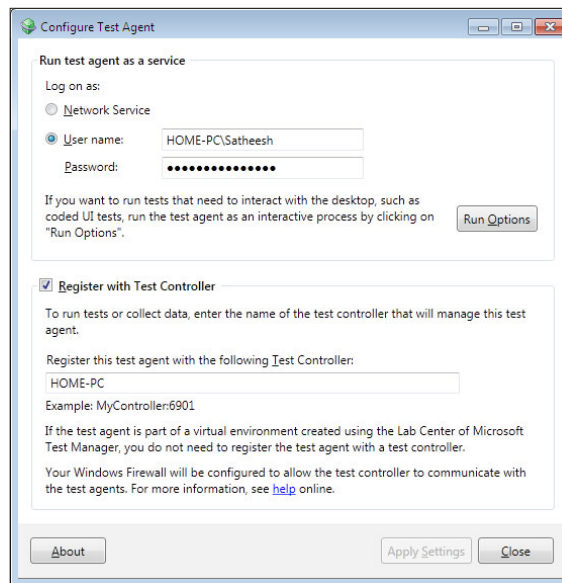 Configure Test Agent
Run test agent as a service
Log on as:
Network Service
User name: HOME-PC\Satheesh
Password: ●●●●●●●●●●●●●●●
If you want to run tests that need to interact with the desktop, such as
coded UI tests, run the test agent as an interactive process by clicking on
"Run Options".
Run Options
Register with Test Controller
To run tests or collect data, enter the name of the test controller that will manage this test
agent.
Register this test agent with the following Test Controller:
HOME-PC
Example: MyController:6901
If the test agent is part of a virtual environment created using the Lab Center of Microsoft
Test Manager, you do not need to register the test agent with a test controller.
Your Windows Firewall will be configured to allow the test controller to communicate with
the test agents. For more information, see help online.
About Apply Settings Close